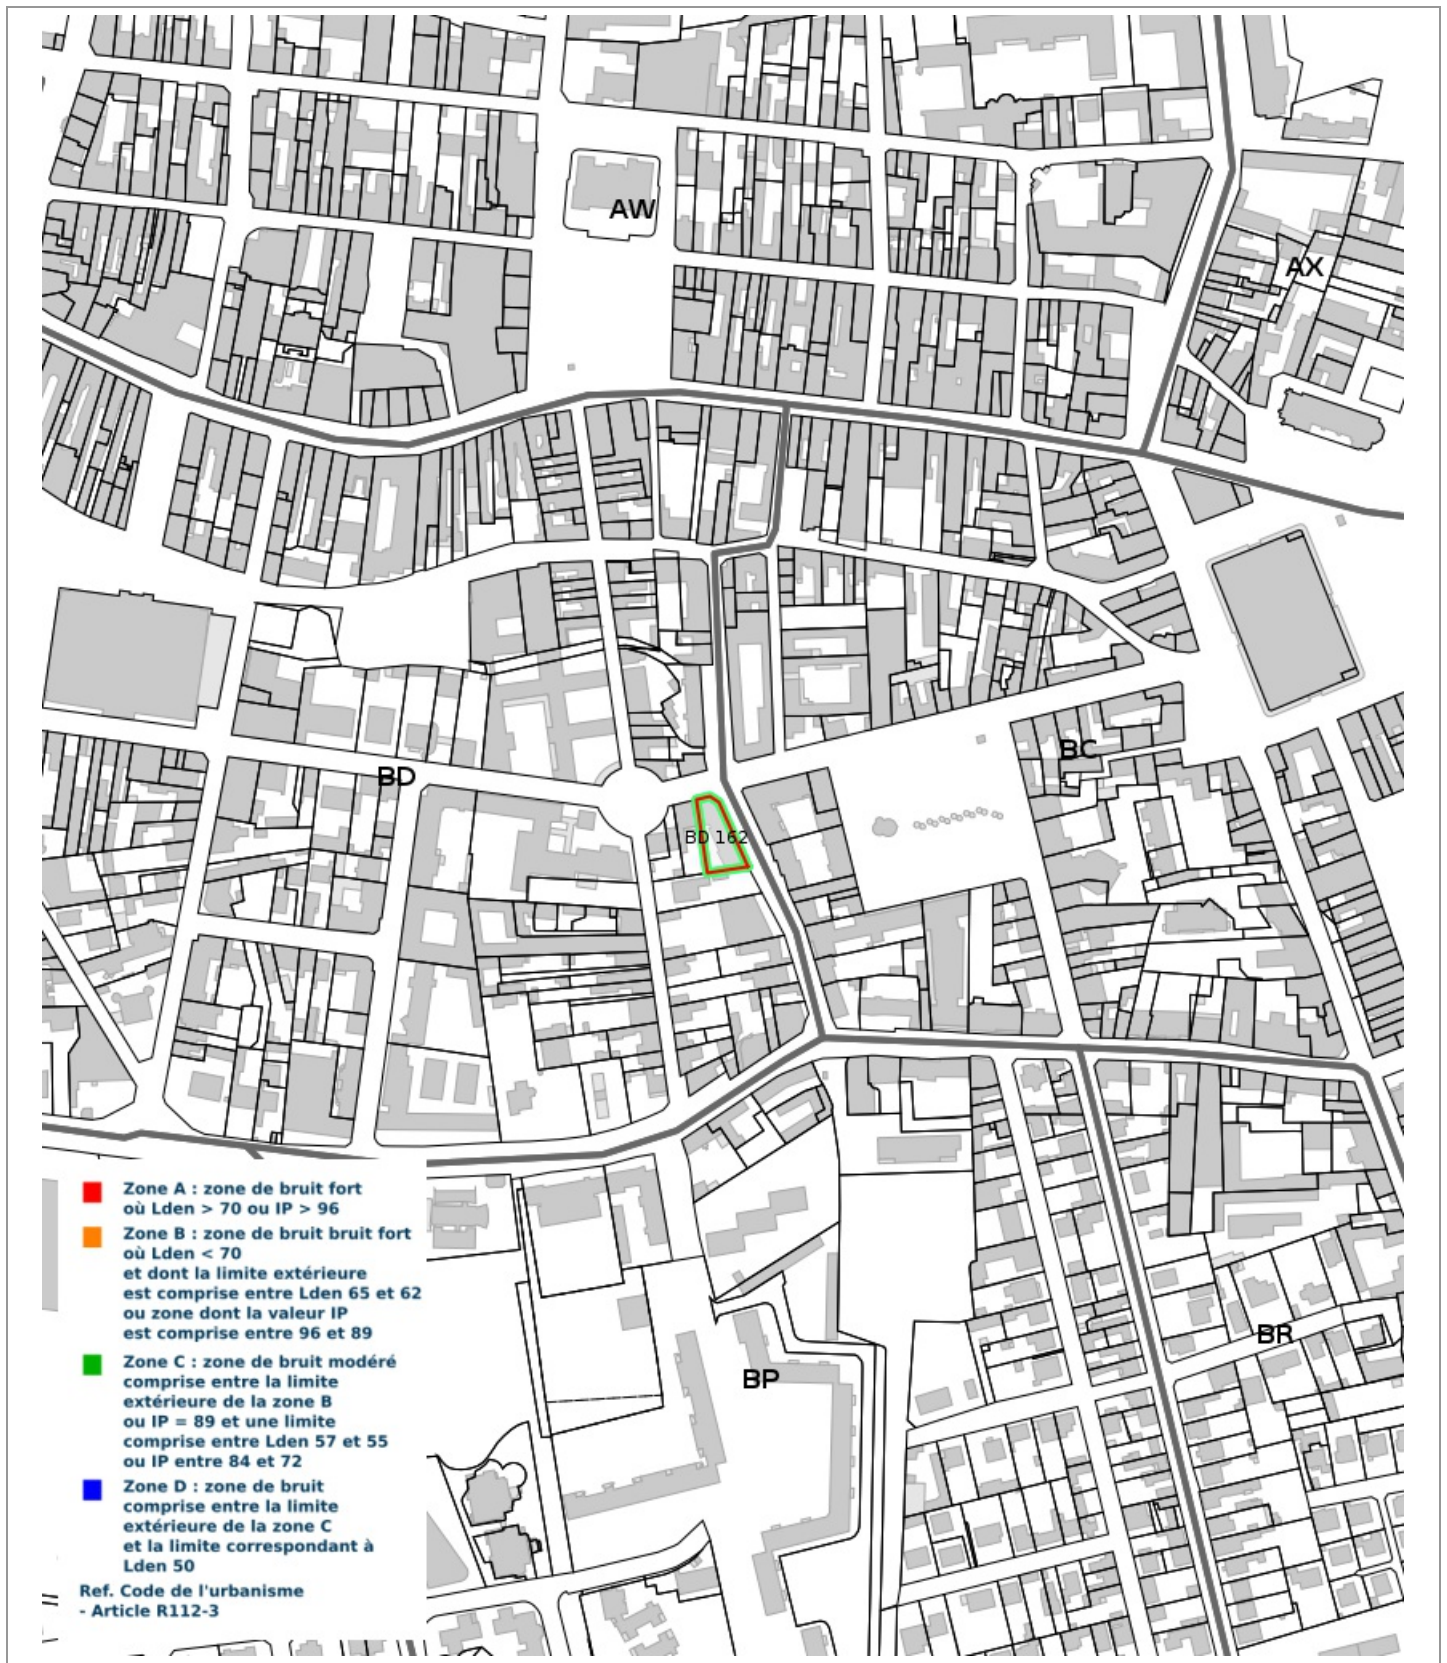 AW
AX
BC
BD
BD 162
Zone A : zone de bruit fort
où Lden > 70 ou IP > 96
Zone B : zone de bruit bruit fort
où Lden < 70
et dont la limite extérieure
est comprise entre Lden 65 et 62
ou zone dont la valeur IP
est comprise entre 96 et 89
Zone C : zone de bruit modéré
comprise entre la limite
extérieure de la zone B
ou IP = 89 et une limite
comprise entre Lden 57 et 55
ou IP entre 84 et 72
Zone D : zone de bruit
comprise entre la limite
extérieure de la zone C
et la limite correspondant à
Lden 50
Ref. Code de l'urbanisme
- Article R112-3
BR
BP